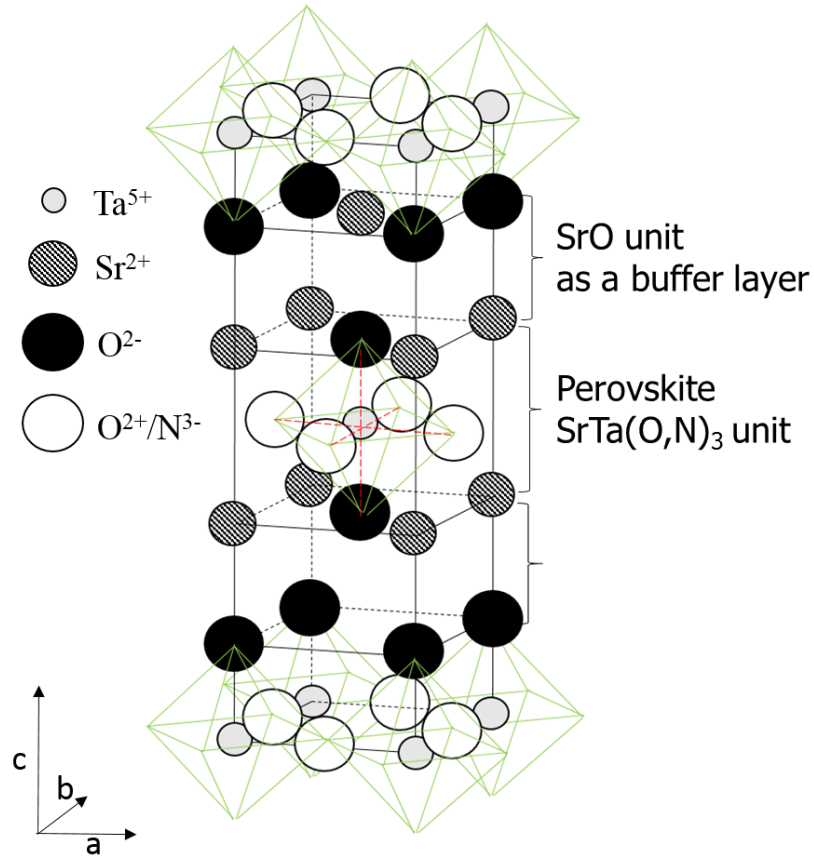 Ta⁵⁺
Sr²⁺
O²⁻
O²⁺/N³⁻
SrO unit
as a buffer layer
Perovskite
SrTa(O,N)₃ unit
c
b
a